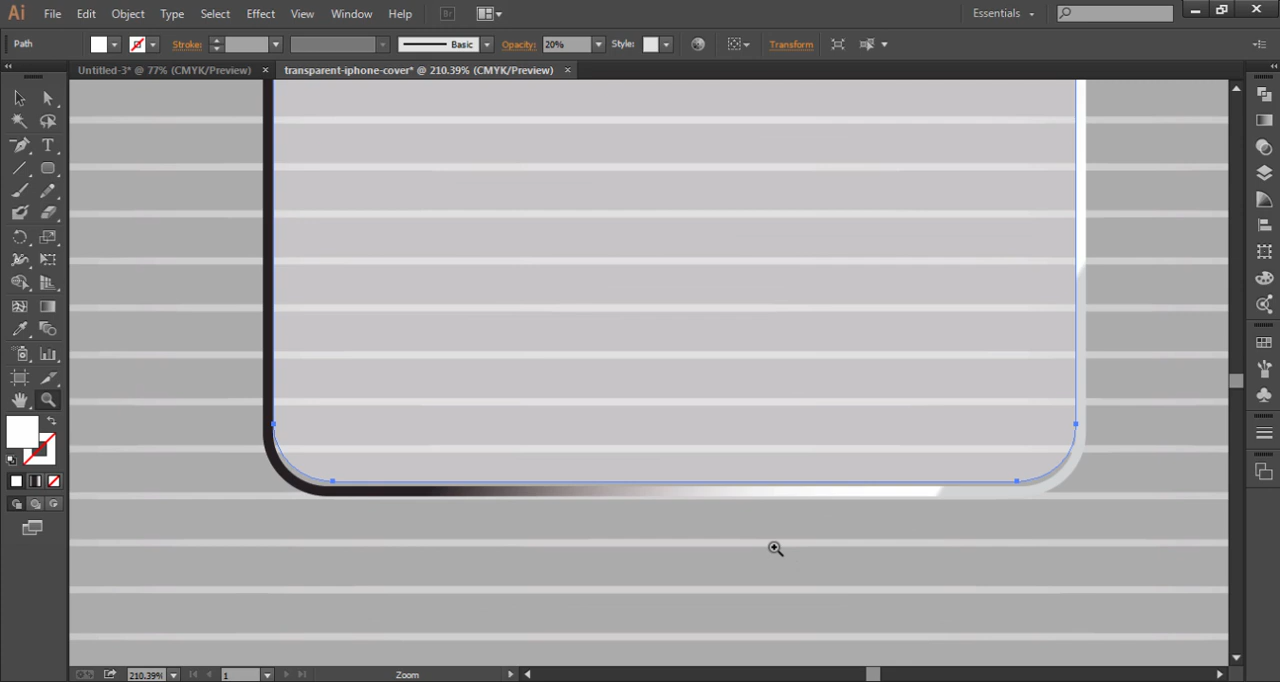 Ai File Edit Object Type Select Effect View Window Help Br Essentials
Path Stroke: Basic Opacity: 20% Style: Transform
Untitled-3* @ 77% (CMYK/Preview) × transparent-iphone-cover* @ 210.39% (CMYK/Preview) ×
T
210.39% 1 Zoom